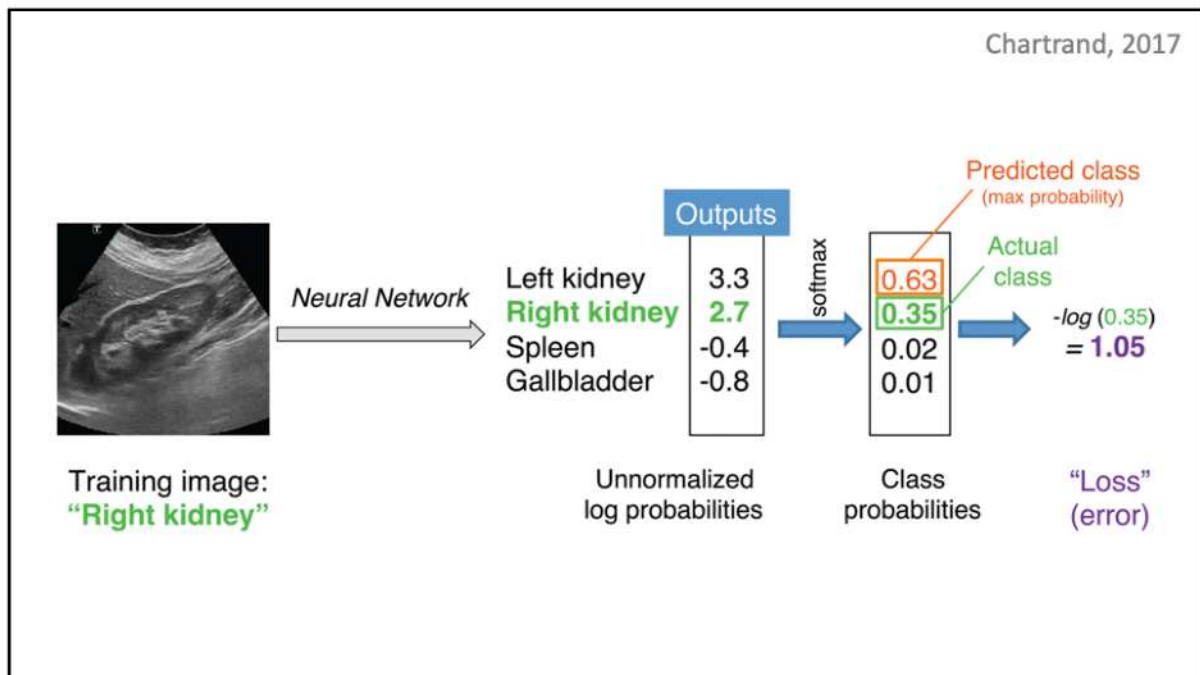 Chartrand, 2017
Predicted class
(max probability)
Outputs
Actual
class
softmax
Neural Network
Left kidney 3.3 0.63
Right kidney 2.7 0.35
Spleen -0.4 0.02
Gallbladder -0.8 0.01
-log (0.35)
= 1.05
Training image:
“Right kidney”
Unnormalized
log probabilities
Class
probabilities
“Loss”
(error)